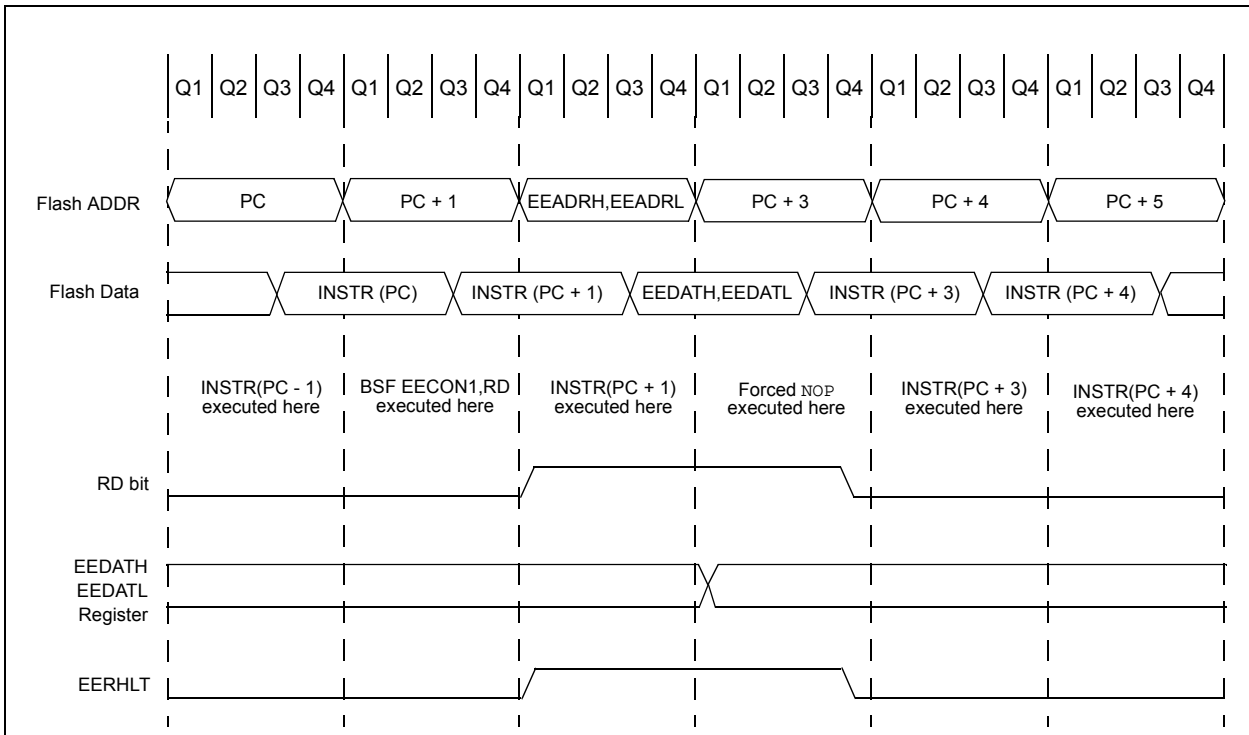 Q1 Q2 Q3 Q4 Q1 Q2 Q3 Q4 Q1 Q2 Q3 Q4 Q1 Q2 Q3 Q4 Q1 Q2 Q3 Q4 Q1 Q2 Q3 Q4
Flash ADDR PC PC + 1 EEADRH,EEADRL PC + 3 PC + 4 PC + 5
Flash Data INSTR (PC) INSTR (PC + 1) EEDATH,EEDATL INSTR (PC + 3) INSTR (PC + 4)
INSTR(PC - 1) BSF EECON1,RD INSTR(PC + 1) Forced NOP INSTR(PC + 3) INSTR(PC + 4)
executed here executed here executed here executed here executed here executed here
RD bit
EEDATH
EEDATL
Register
EERHLT